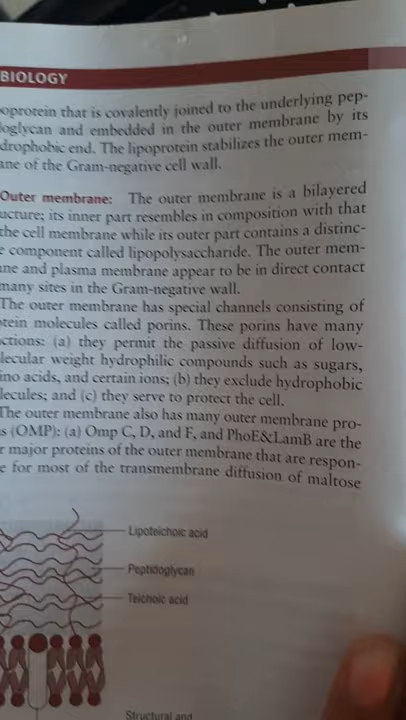 BIOLOGY
oprotein that is covalently joined to the underlying pep-
loglycan and embedded in the outer membrane by its
drophobic end. The lipoprotein stabilizes the outer mem-
ane of the Gram-negative cell wall.
Outer membrane: The outer membrane is a bilayered
ucture; its inner part resembles in composition with that
the cell membrane while its outer part contains a distinc-
e component called lipopolysaccharide. The outer mem-
ane and plasma membrane appear to be in direct contact
many sites in the Gram-negative wall.
The outer membrane has special channels consisting of
tein molecules called porins. These porins have many
ctions: (a) they permit the passive diffusion of low-
lecular weight hydrophilic compounds such as sugars,
ino acids, and certain ions; (b) they exclude hydrophobic
lecules; and (c) they serve to protect the cell.
The outer membrane also has many outer membrane pro-
s (OMP): (a) Omp C, D, and F, and PhoE&LamB are the
r major proteins of the outer membrane that are respon-
e for most of the transmembrane diffusion of maltose
Lipoteichoic acid
Peptidoglycan
Teichoic acid
Structural and